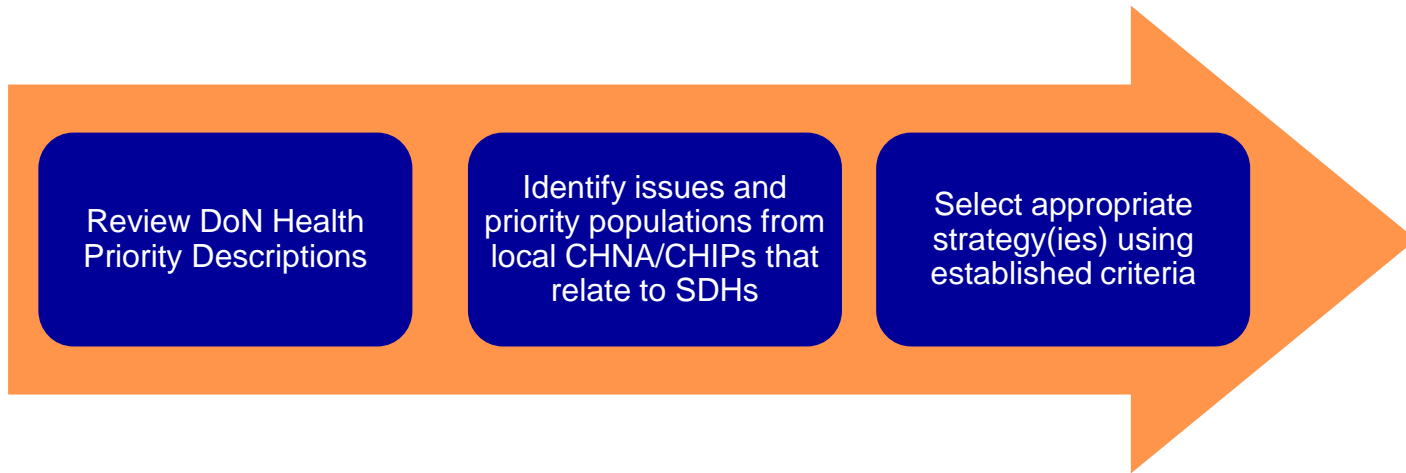 Review DoN Health
Priority Descriptions
Identify issues and
priority populations from
local CHNA/CHIPs that
relate to SDHs
Select appropriate
strategy(ies) using
established criteria